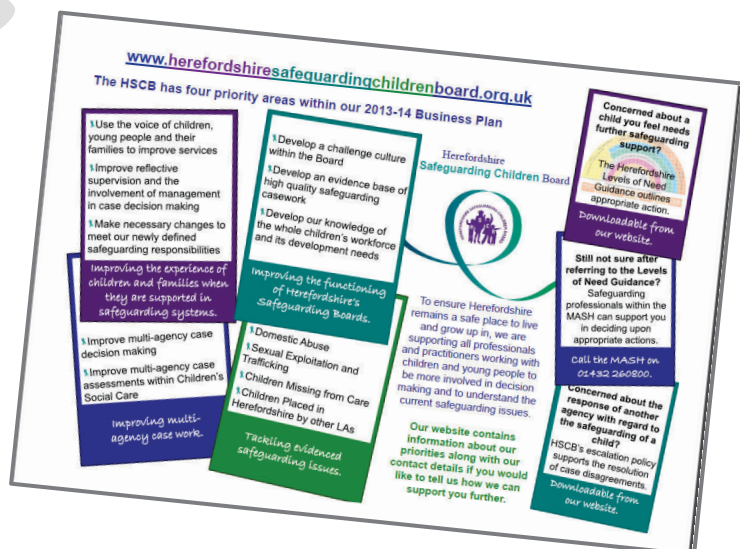 www.herefordshiresafeguardingchildrenboard.org.uk
The HSCB has four priority areas within our 2013-14 Business Plan
Use the voice of children,
young people and their
families to improve services
Improve reflective
supervision and the
involvement of management
in case decision making
Make necessary changes to
meet our newly defined
safeguarding responsibilities
Improving the experience of
children and families when
they are supported in
safeguarding systems.
Develop a challenge culture
within the Board
Develop an evidence base of
high quality safeguarding
casework
Develop our knowledge of
the whole children's workforce
and its development needs
Improving the functioning
of Herefordshire's
Safeguarding Boards.
Improve multi-agency case
decision making
Improve multi-agency case
assessments within Children's
Social Care
Improving multi-
agency case work.
Domestic Abuse
Sexual Exploitation and
Trafficking
Children Missing from Care
Children Placed in
Herefordshire by other LAs
Tackling evidenced
safeguarding issues.
Herefordshire
Safeguarding Children Board
To ensure Herefordshire
remains a safe place to live
and grow up in, we are
supporting all professionals
and practitioners working with
children and young people to
be more involved in decision
making and to understand the
current safeguarding issues.
Our website contains
information about our
priorities along with our
contact details if you would
like to tell us how we can
support you further.
Concerned about a
child you feel needs
further safeguarding
support?
The Herefordshire
Levels of Need
Guidance outlines
appropriate action.
Downloadable from
our website.
Still not sure after
referring to the Levels
of Need Guidance?
Safeguarding
professionals within the
MASH can support you
in deciding upon
appropriate actions.
Call the MASH on
01432 260800.
Concerned about the
response of another
agency with regard to
the safeguarding of a
child?
HSCB's escalation policy
supports the resolution
of case disagreements.
Downloadable from
our website.